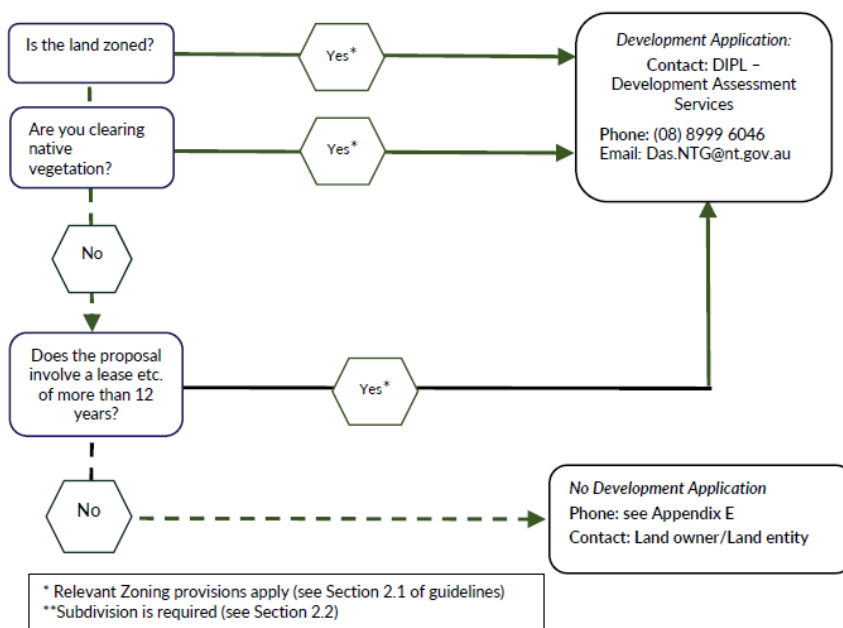 Is the land zoned?
Yes*
Development Application:
Contact: DIPL –
Development Assessment
Services
Phone: (08) 8999 6046
Email: Das.NTG@nt.gov.au
Are you clearing
native
vegetation?
Yes*
No
Does the proposal
involve a lease etc.
of more than 12
years?
Yes*
No
No Development Application
Phone: see Appendix E
Contact: Land owner/Land entity
* Relevant Zoning provisions apply (see Section 2.1 of guidelines)
**Subdivision is required (see Section 2.2)